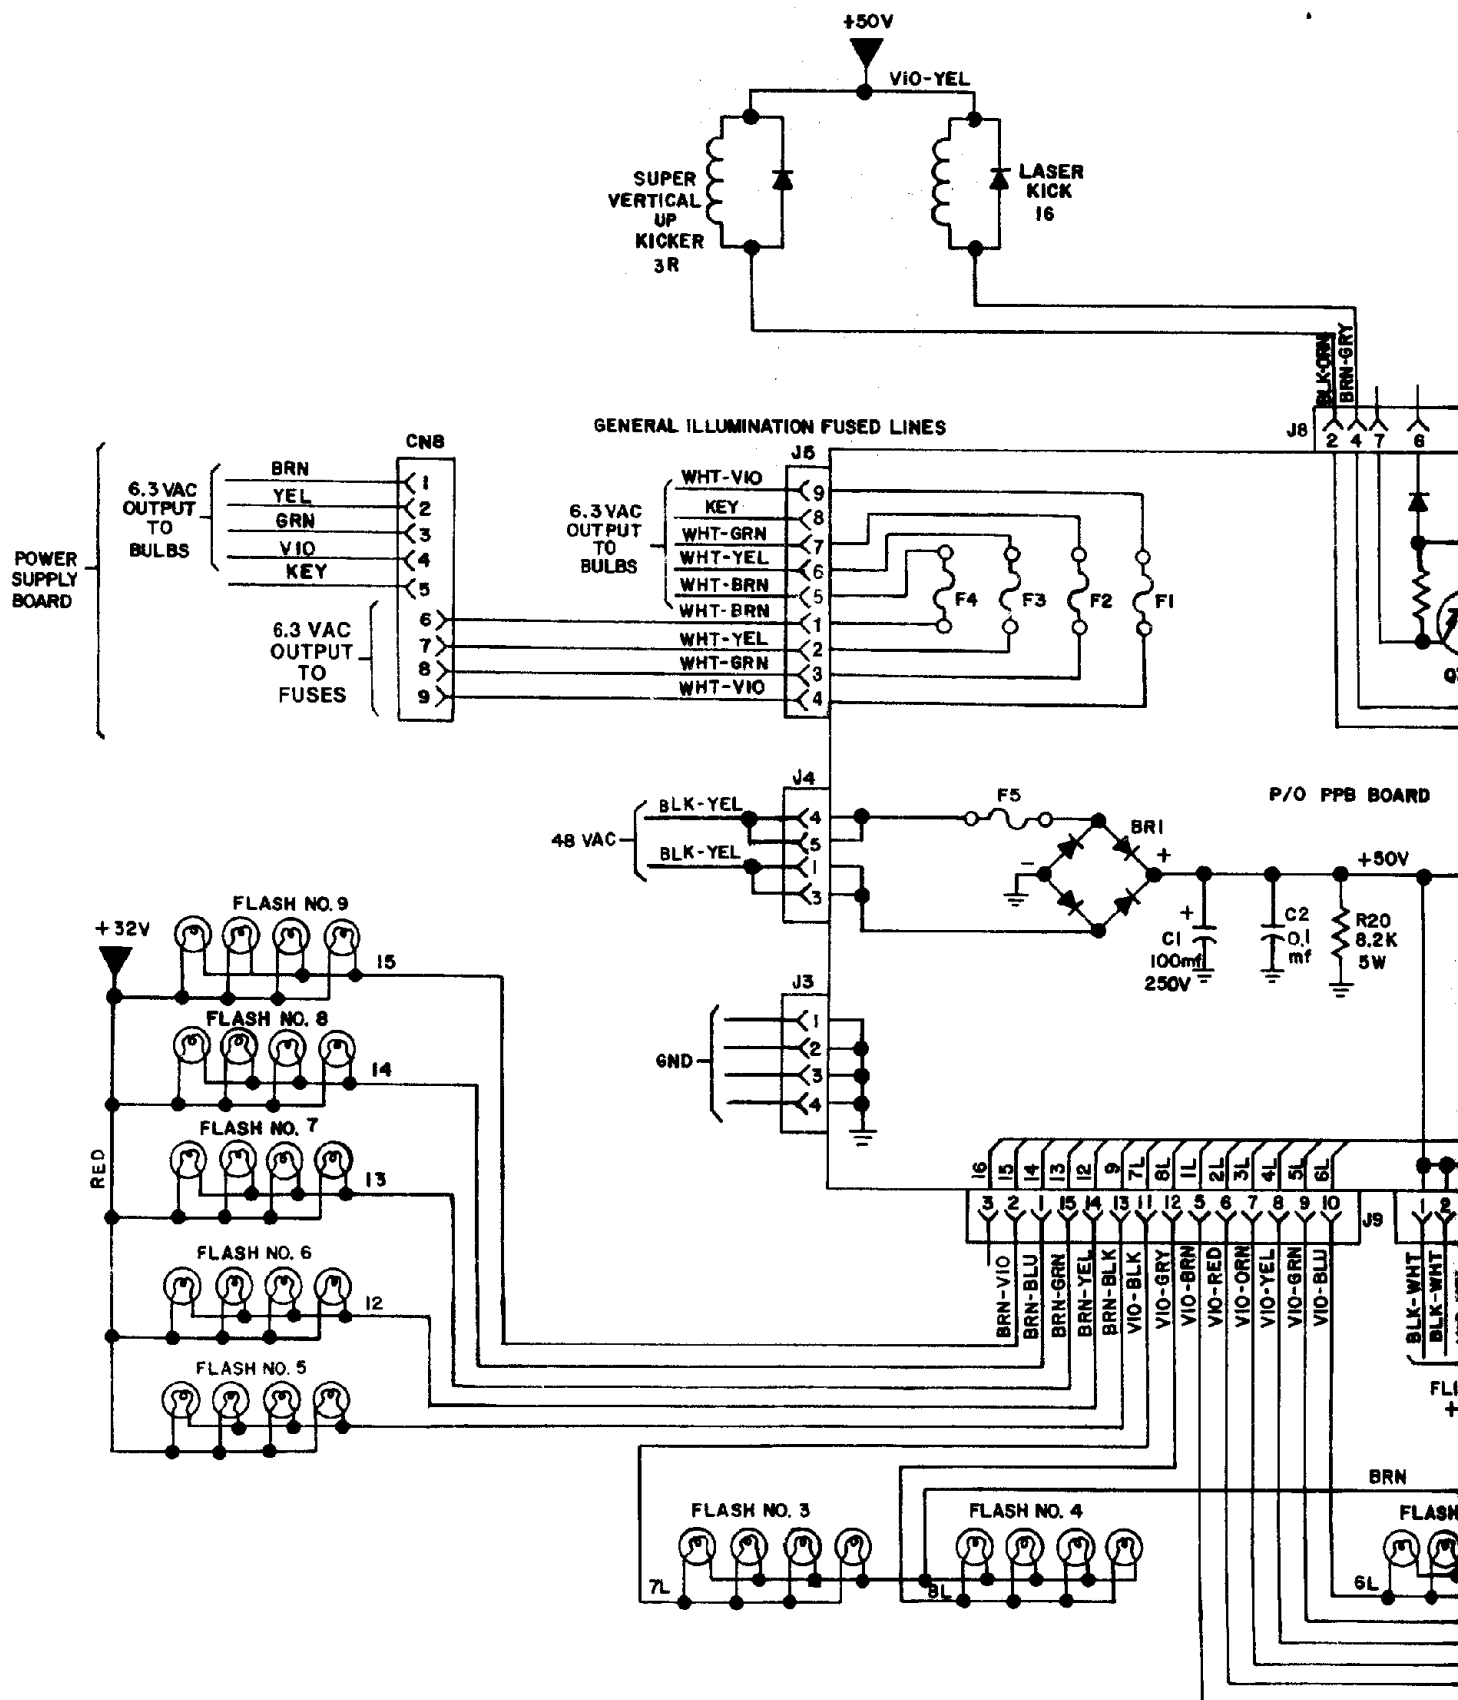 +50V
VIO-YEL
SUPER
VERTICAL
UP
KICKER
3R
LASER
KICK
16
BLK-ORN
BRN-GRY
J8
2 4 7 6
GENERAL ILLUMINATION FUSED LINES
CN8
J5
POWER
SUPPLY
BOARD
6.3 VAC
OUTPUT
TO
BULBS
BRN
1
YEL
2
GRN
3
VIO
4
KEY
5
6.3 VAC
OUTPUT
TO
FUSES
6
7
8
9
6.3 VAC
OUTPUT
TO
BULBS
WHT-VIO
9
KEY
8
WHT-GRN
7
WHT-YEL
6
WHT-BRN
5
WHT-BRN
1
WHT-YEL
2
WHT-GRN
3
WHT-VIO
4
F4
F3
F2
F1
J4
48 VAC
BLK-YEL
4
5
BLK-YEL
1
3
F5
BR1
-
+
P/O PPB BOARD
+50V
+
C1
100mf
250V
C2
0.1
mf
R20
8.2K
5W
J3
GND
1
2
3
4
+32V
RED
FLASH NO. 9
15
FLASH NO. 8
14
FLASH NO. 7
13
FLASH NO. 6
12
FLASH NO. 5
16 15 14 13 12 9 7L 8L 1L 2L 3L 4L 5L 6L
3 2 1 15 14 13 11 12 5 6 7 8 9 10
J9
1 2
BRN-VIO
BRN-BLU
BRN-GRN
BRN-YEL
BRN-BLK
VIO-BLK
VIO-GRY
VIO-BRN
VIO-RED
VIO-ORN
VIO-YEL
VIO-GRN
VIO-BLU
BLK-WHT
BLK-WHT
FLI
+
BRN
FLASH NO. 3
7L
FLASH NO. 4
8L
FLASH
6L